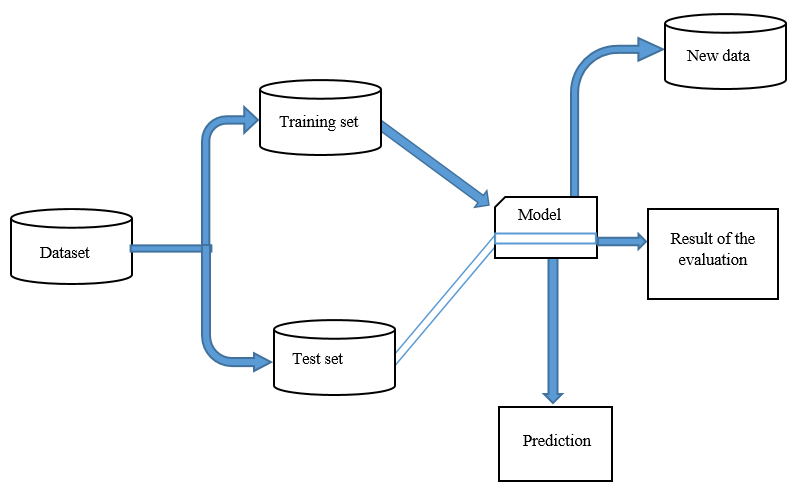 New data
Training set
Model
Dataset
Result of the
evaluation
Test set
Prediction